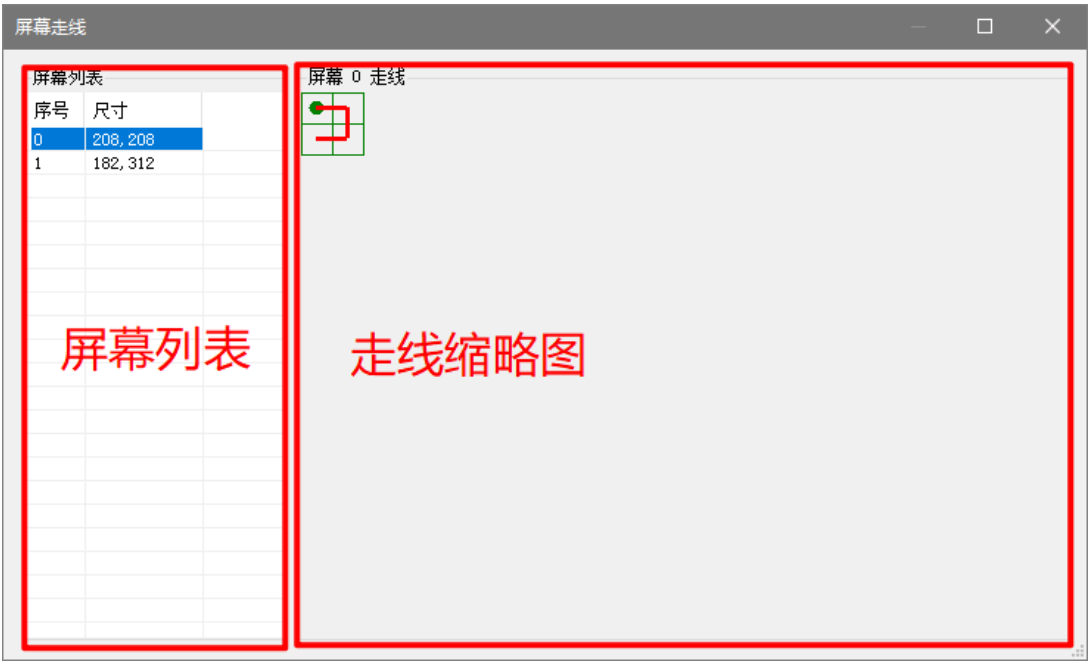 屏幕走线
屏幕列表
序号 尺寸
0 208,208
1 182,312
屏幕列表
屏幕 0 走线
走线缩略图